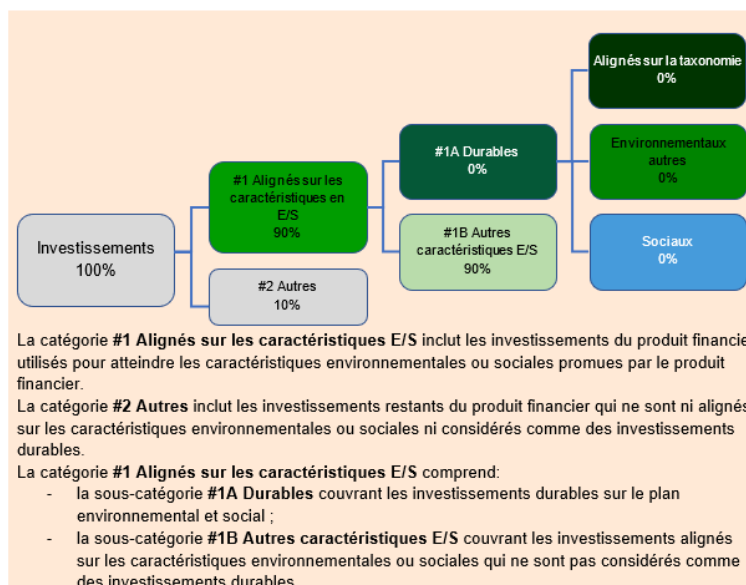 Alignés sur la taxonomie
0%
#1A Durables
0%
Environnementaux
autres
0%
#1 Alignés sur les
caractéristiques en
E/S
90%
#1B Autres
caractéristiques E/S
90%
Sociaux
0%
Investissements
100%
#2 Autres
10%
La catégorie #1 Alignés sur les caractéristiques E/S inclut les investissements du produit financie
utilisés pour atteindre les caractéristiques environnementales ou sociales promues par le produit
financier.
La catégorie #2 Autres inclut les investissements restants du produit financier qui ne sont ni alignés
sur les caractéristiques environnementales ou sociales ni considérés comme des investissements
durables.
La catégorie #1 Alignés sur les caractéristiques E/S comprend:
- la sous-catégorie #1A Durables couvrant les investissements durables sur le plan
environnemental et social ;
- la sous-catégorie #1B Autres caractéristiques E/S couvrant les investissements alignés
sur les caractéristiques environnementales ou sociales qui ne sont pas considérés comme
des investissements durables